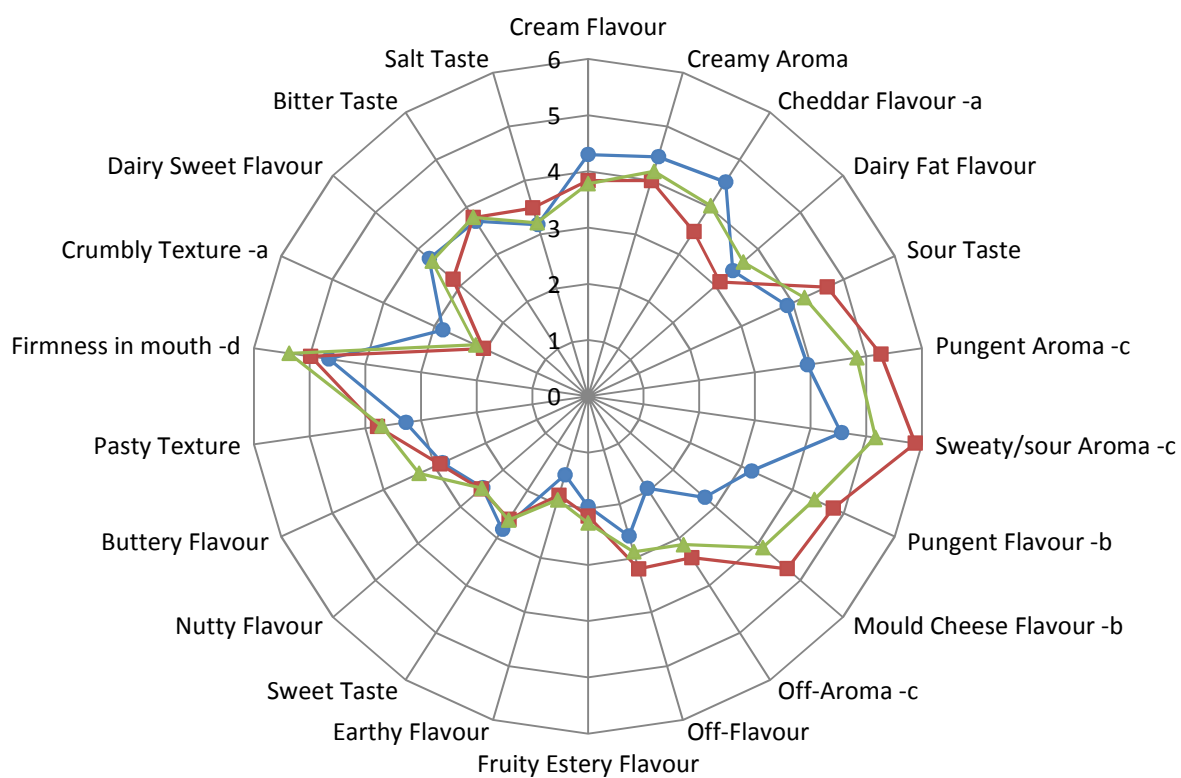 Cream Flavour
Creamy Aroma
Cheddar Flavour -a
Dairy Fat Flavour
Sour Taste
Pungent Aroma -c
Sweaty/sour Aroma -c
Pungent Flavour -b
Mould Cheese Flavour -b
Off-Aroma -c
Off-Flavour
Fruity Estery Flavour
Earthy Flavour
Sweet Taste
Nutty Flavour
Buttery Flavour
Pasty Texture
Firmness in mouth -d
Crumbly Texture -a
Dairy Sweet Flavour
Bitter Taste
Salt Taste
6
5
4
3
2
1
0